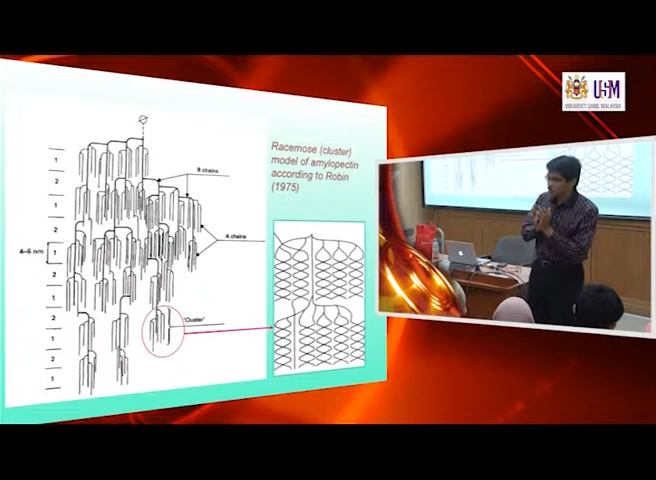 Racemose (cluster)
model of amylopectin
according to Robin
(1975)
B chains
A chains
4–6 nm
"Cluster"
1
2
1
2
1
2
1
2
1
2
1
USM
UNIVERSITI SAINS MALAYSIA